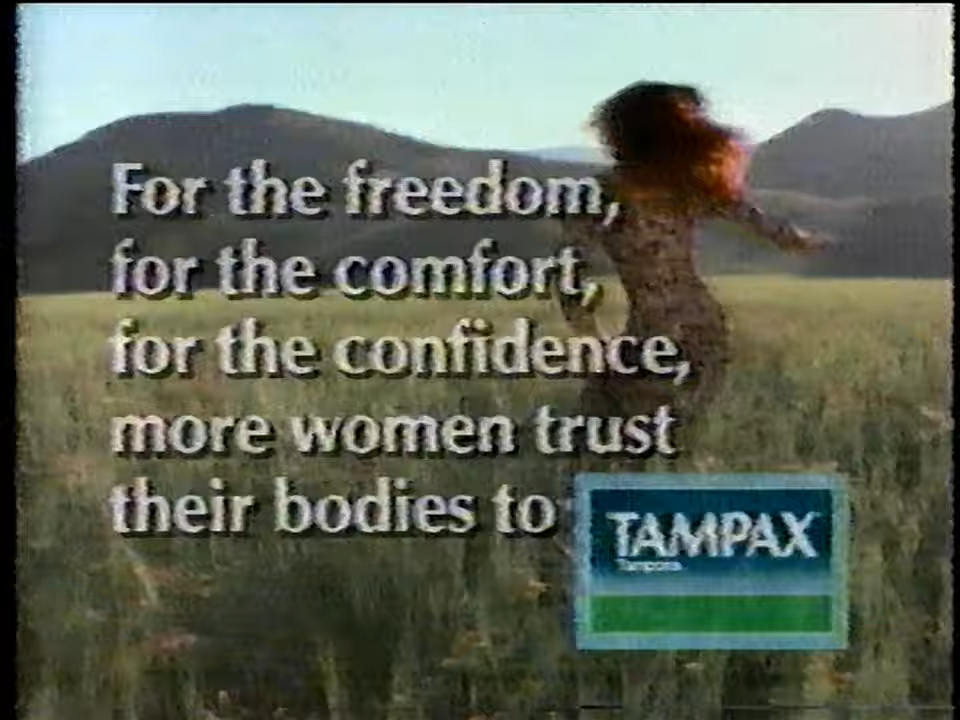 For the freedom,
for the comfort,
for the confidence,
more women trust
their bodies to
TAMPAX
Tampons